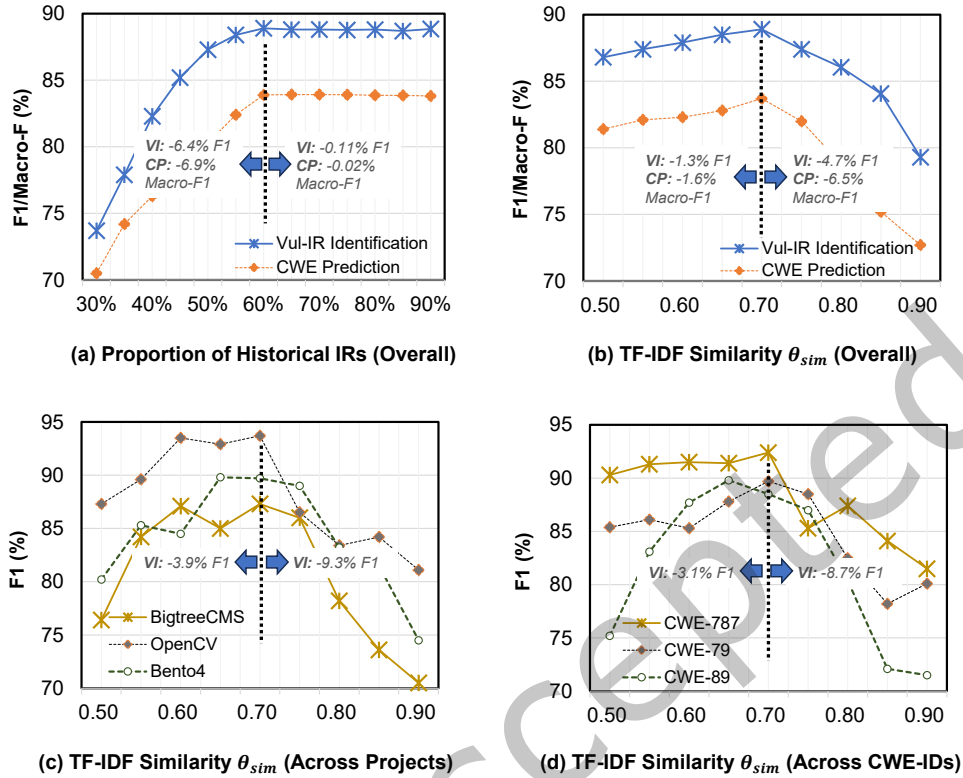 90
85
80
75
70
F1/Macro-F (%)
VI: -6.4% F1
CP: -6.9%
Macro-F1
VI: -0.11% F1
CP: -0.02%
Macro-F1
Vul-IR Identification
CWE Prediction
30% 40% 50% 60% 70% 80% 90%
(a) Proportion of Historical IRs (Overall)
90
85
80
75
70
F1/Macro-F (%)
VI: -1.3% F1
CP: -1.6%
Macro-F1
VI: -4.7% F1
CP: -6.5%
Macro-F1
Vul-IR Identification
CWE Prediction
0.50 0.60 0.70 0.80 0.90
(b) TF-IDF Similarity θsim (Overall)
95
90
85
80
75
70
F1 (%)
VI: -3.9% F1
VI: -9.3% F1
BigtreeCMS
OpenCV
Bento4
0.50 0.60 0.70 0.80 0.90
(c) TF-IDF Similarity θsim (Across Projects)
95
90
85
80
75
70
F1 (%)
VI: -3.1% F1
VI: -8.7% F1
CWE-787
CWE-79
CWE-89
0.50 0.60 0.70 0.80 0.90
(d) TF-IDF Similarity θsim (Across CWE-IDs)
ccepted